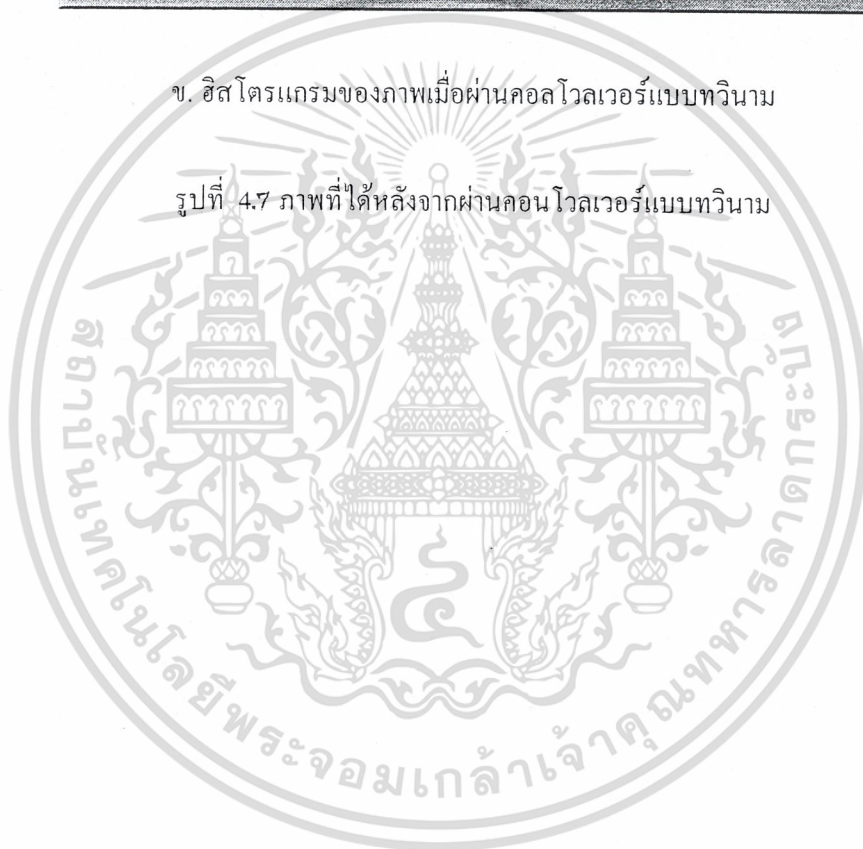 ข. ฮิสโตรแกรมของภาพเมื่อผ่านคอลโวลเวอร์แบบทวินาม
รูปที่ 4.7 ภาพที่ได้หลังจากผ่านคอนโวลเวอร์แบบทวินาม
สถาบันเทคโนโลยีพระจอมเกล้าเจ้าคุณทหารลาดกระบัง